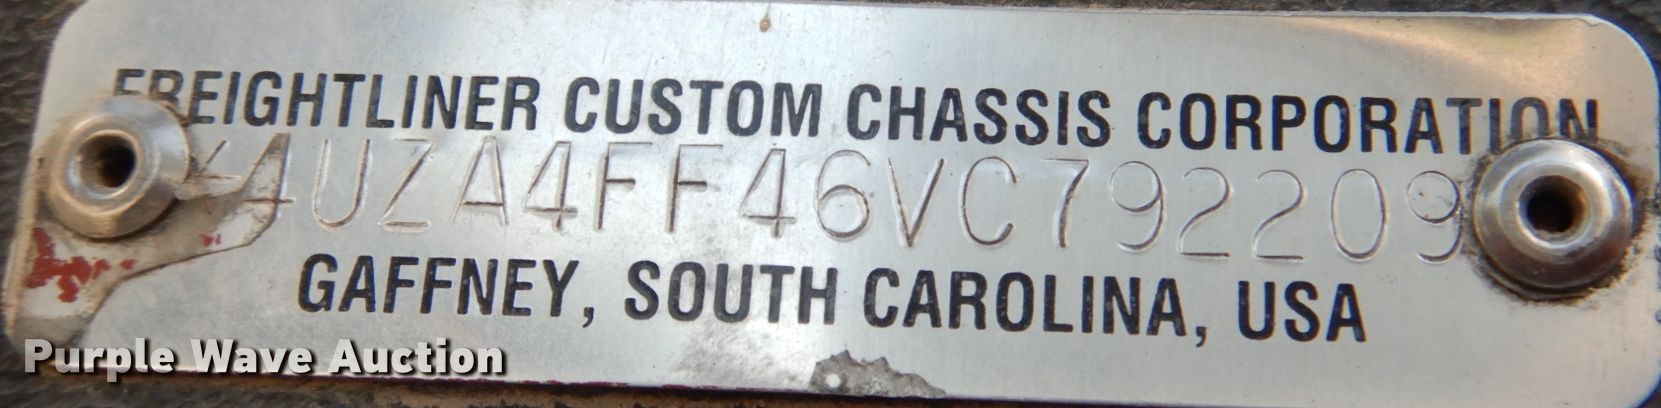 FREIGHTLINER CUSTOM CHASSIS CORPORATION
4UZA4FF46VC792209
GAFFNEY, SOUTH CAROLINA, USA
Purple Wave Auction